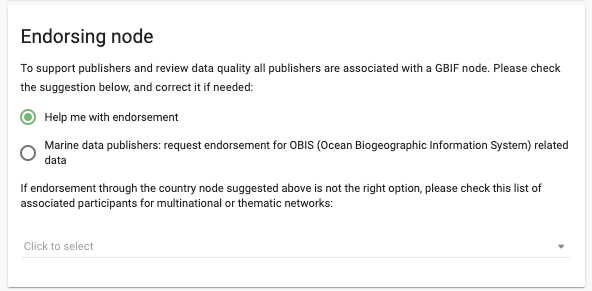 Endorsing node
To support publishers and review data quality all publishers are associated with a GBIF node. Please check
the suggestion below, and correct it if needed:
Help me with endorsement
Marine data publishers: request endorsement for OBIS (Ocean Biogeographic Information System) related
data
If endorsement through the country node suggested above is not the right option, please check this list of
associated participants for multinational or thematic networks:
Click to select